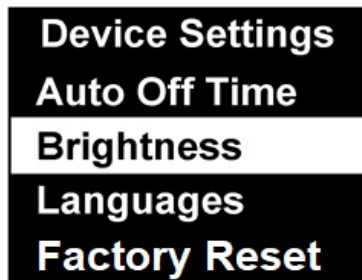 Device Settings
Auto Off Time
Brightness
Languages
Factory Reset